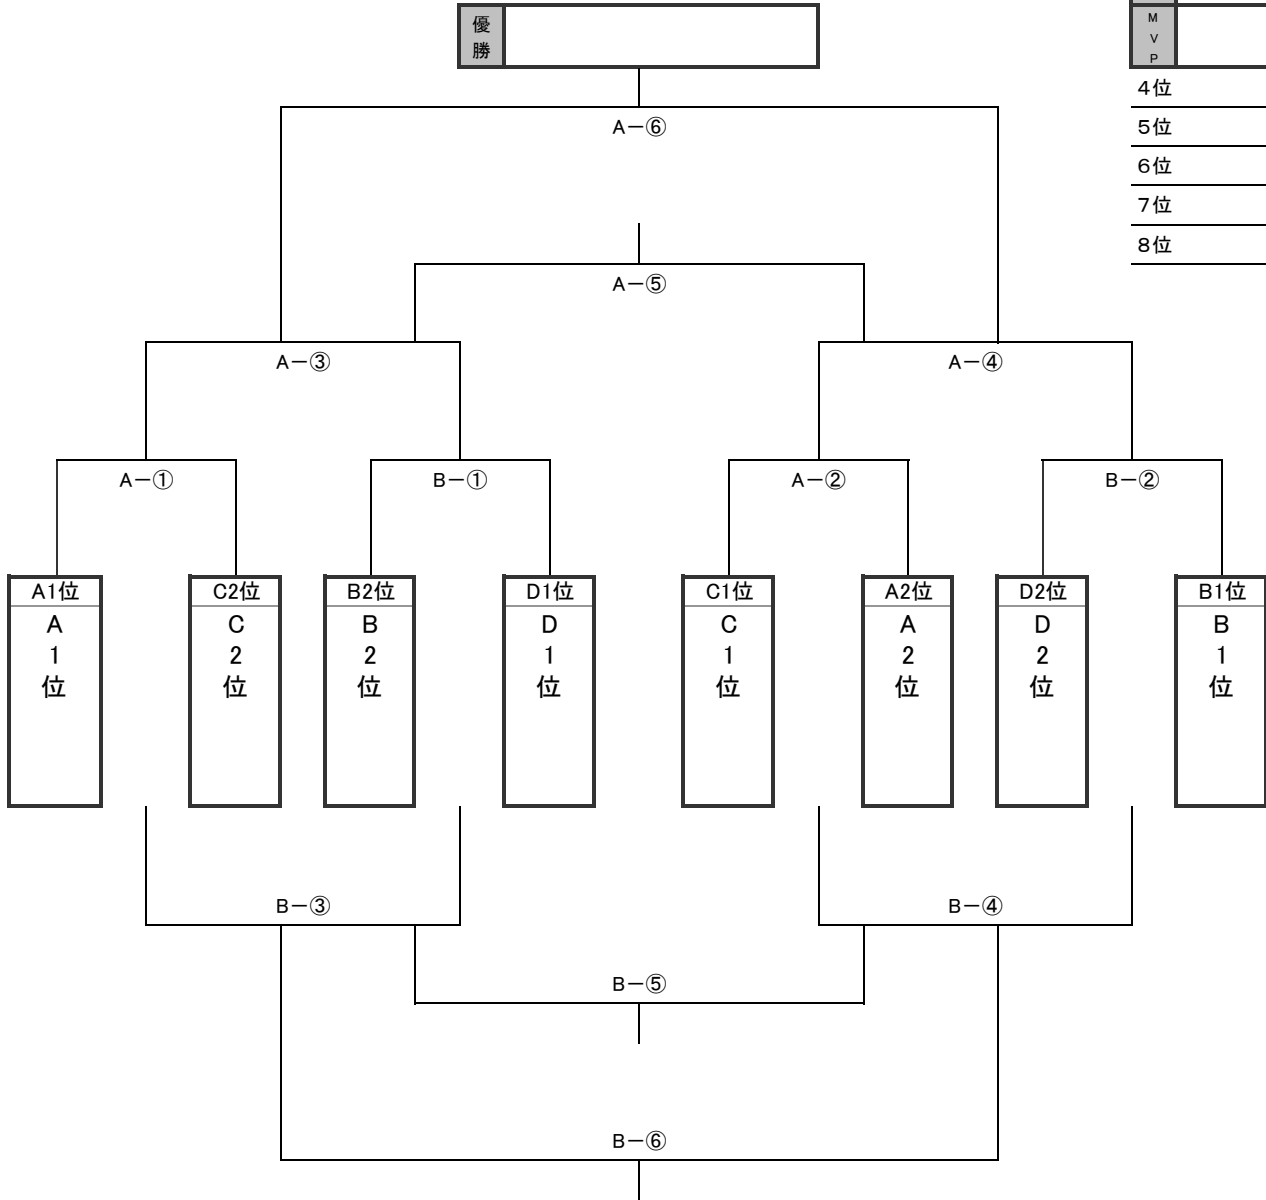 優
勝
M
V
P
4位
A－⑥
5位
6位
7位
8位
A－⑤
A－③
A－④
A－①
B－①
A－②
B－②
A1位
C2位
B2位
D1位
C1位
A2位
D2位
B1位
A
1
位
C
2
位
B
2
位
D
1
位
C
1
位
A
2
位
D
2
位
B
1
位
B－③
B－④
B－⑤
B－⑥